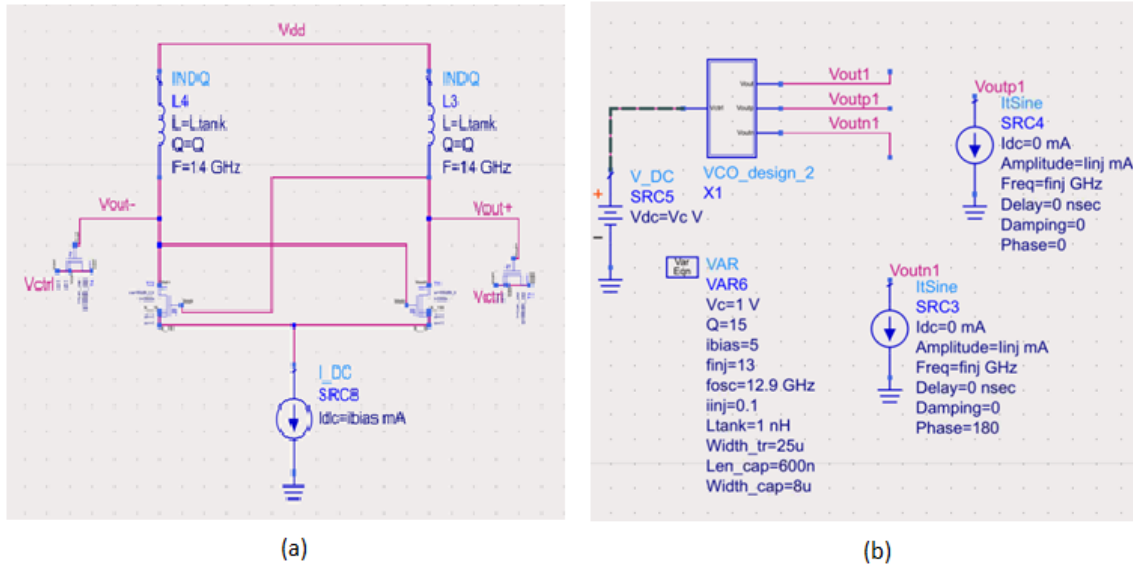 Vdd
INDQ
L4
L=Ltank
Q=Q
F=14 GHz
INDQ
L3
L=Ltank
Q=Q
F=14 GHz
Vout-
Vout+
Vctrl
Vctrl
I_DC
SRC8
Idc=ibias mA
(a)
Vctrl
Vout
Voutp
Voutn
Vout1
Voutp1
Voutn1
VCO_design_2
X1
V_DC
SRC5
Vdc=Vc V
Var
Eqn
VAR
VAR6
Vc=1 V
Q=15
ibias=5
finj=13
fosc=12.9 GHz
iinj=0.1
Ltank=1 nH
Width_tr=25u
Len_cap=600n
Width_cap=8u
Voutp1
ItSine
SRC4
Idc=0 mA
Amplitude=Iinj mA
Freq=finj GHz
Delay=0 nsec
Damping=0
Phase=0
Voutn1
ItSine
SRC3
Idc=0 mA
Amplitude=Iinj mA
Freq=finj GHz
Delay=0 nsec
Damping=0
Phase=180
(b)